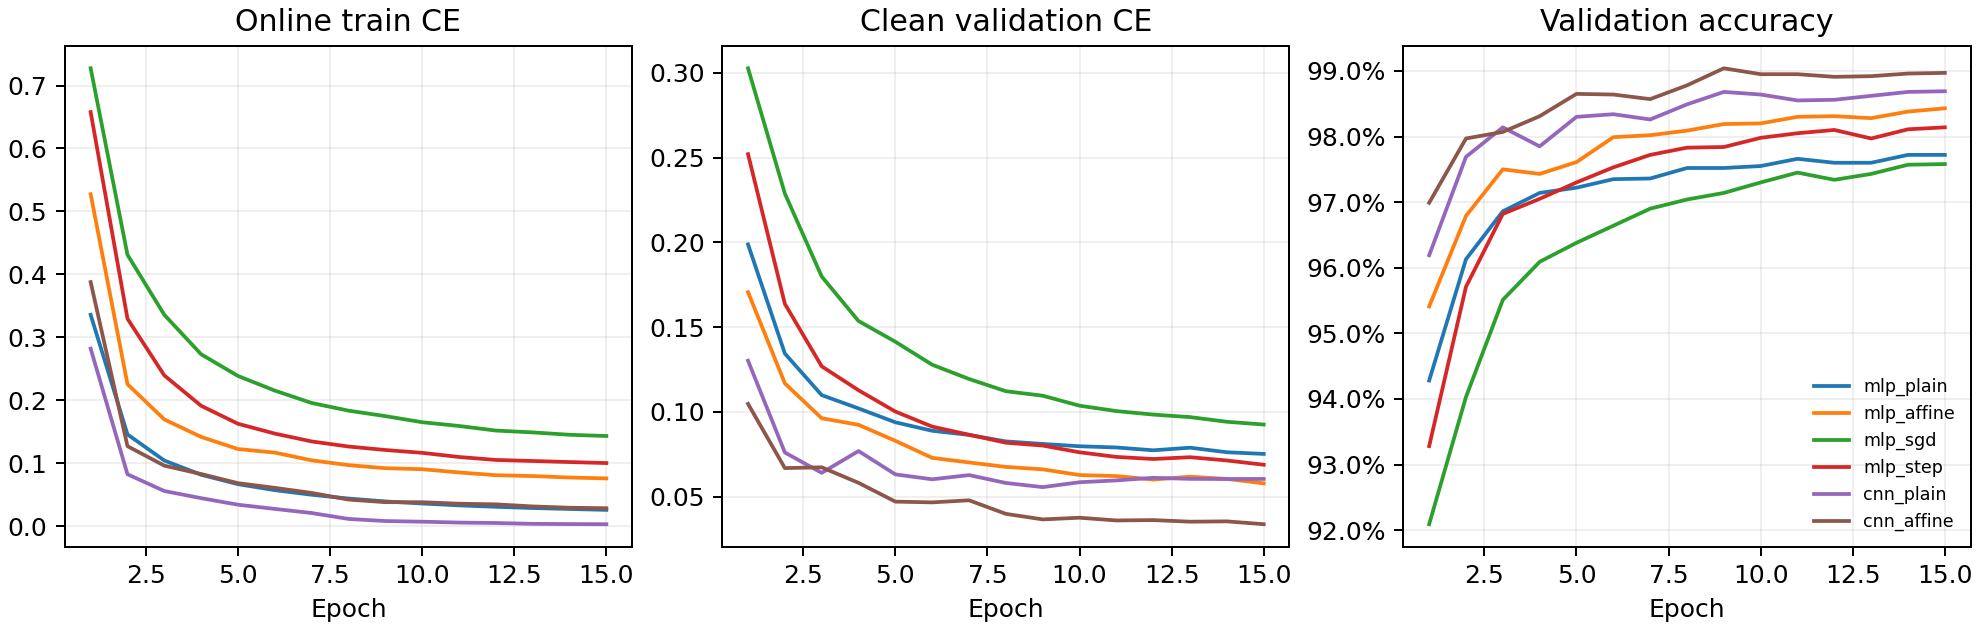 Online train CE
0.7
0.6
0.5
0.4
0.3
0.2
0.1
0.0
2.5 5.0 7.5 10.0 12.5 15.0
Epoch
Clean validation CE
0.30
0.25
0.20
0.15
0.10
0.05
2.5 5.0 7.5 10.0 12.5 15.0
Epoch
Validation accuracy
99.0%
98.0%
97.0%
96.0%
95.0%
94.0%
93.0%
92.0%
mlp_plain
mlp_affine
mlp_sgd
mlp_step
cnn_plain
cnn_affine
2.5 5.0 7.5 10.0 12.5 15.0
Epoch